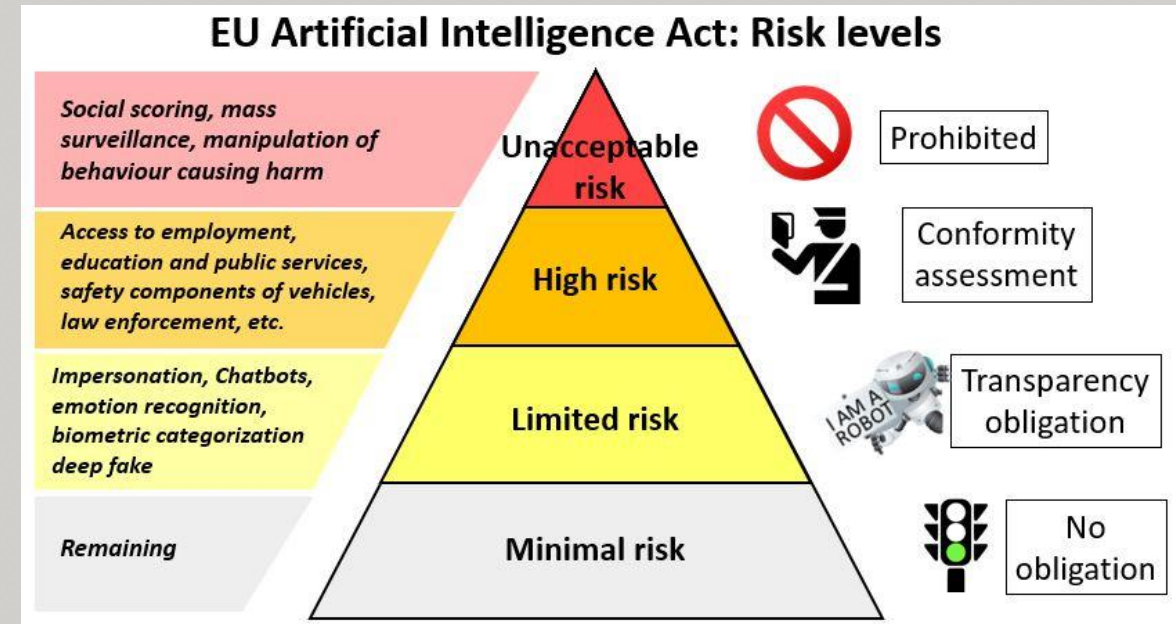 EU Artificial Intelligence Act: Risk levels
Social scoring, mass
surveillance, manipulation of
behaviour causing harm
Unacceptable
risk
Prohibited
Access to employment,
education and public services,
safety components of vehicles,
law enforcement, etc.
High risk
Conformity
assessment
Impersonation, Chatbots,
emotion recognition,
biometric categorization
deep fake
Limited risk
I AM A
ROBOT
Transparency
obligation
Remaining
Minimal risk
No
obligation